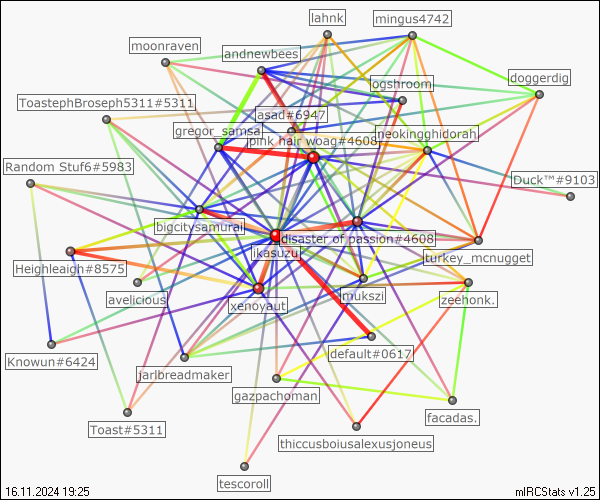 lahnk
mingus4742
moonraven
andnewbees
ogshroom
doggerdig
ToastephBroseph5311#5311
asad#6947
gregor_samsa
pink hair woag#4608
neokingghidorah
Random Stuf6#5983
Duck™#9103
bigcitysamurai
disaster of passion#4608
jkasuzu
turkey_mcnugget
Heighleaigh#8575
avelicious
xenoyaut
mukszi
zeehonk.
Knowun#6424
default#0617
jarlbreadmaker
gazpachoman
facadas.
Toast#5311
thiccusboiusalexusjoneus
tescoroll
16.11.2024 19:25
mIRCStats v1.25